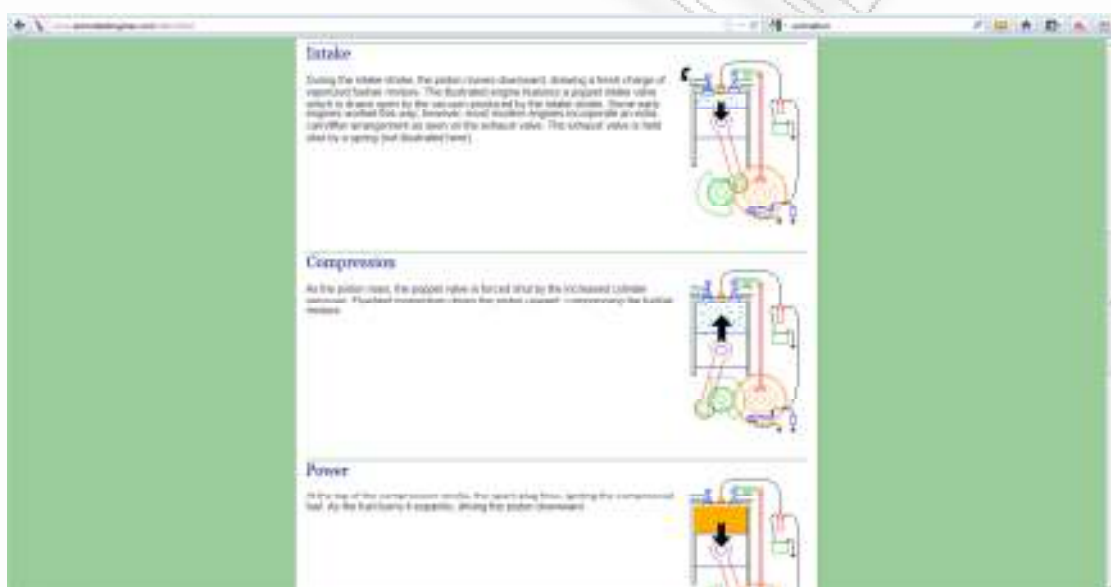 Intake
During the intake stroke, the piston moves downward, drawing a fresh charge of
vaporized fuel/air mixture. The illustrated engine features a poppet intake valve
which is drawn open by the vacuum produced by the intake stroke. Some early
engines worked this way, however, most modern engines incorporate an extra
cam/lifter arrangement as seen on the exhaust valve. The exhaust valve is held
shut by a spring (not illustrated here).
Compression
As the piston rises, the poppet valve is forced shut by the increased cylinder
pressure. Flywheel momentum drives the piston upward, compressing the fuel/air
mixture.
Power
At the top of the compression stroke, the spark plug fires, igniting the compressed
fuel. As the fuel burns it expands, driving the piston downward.